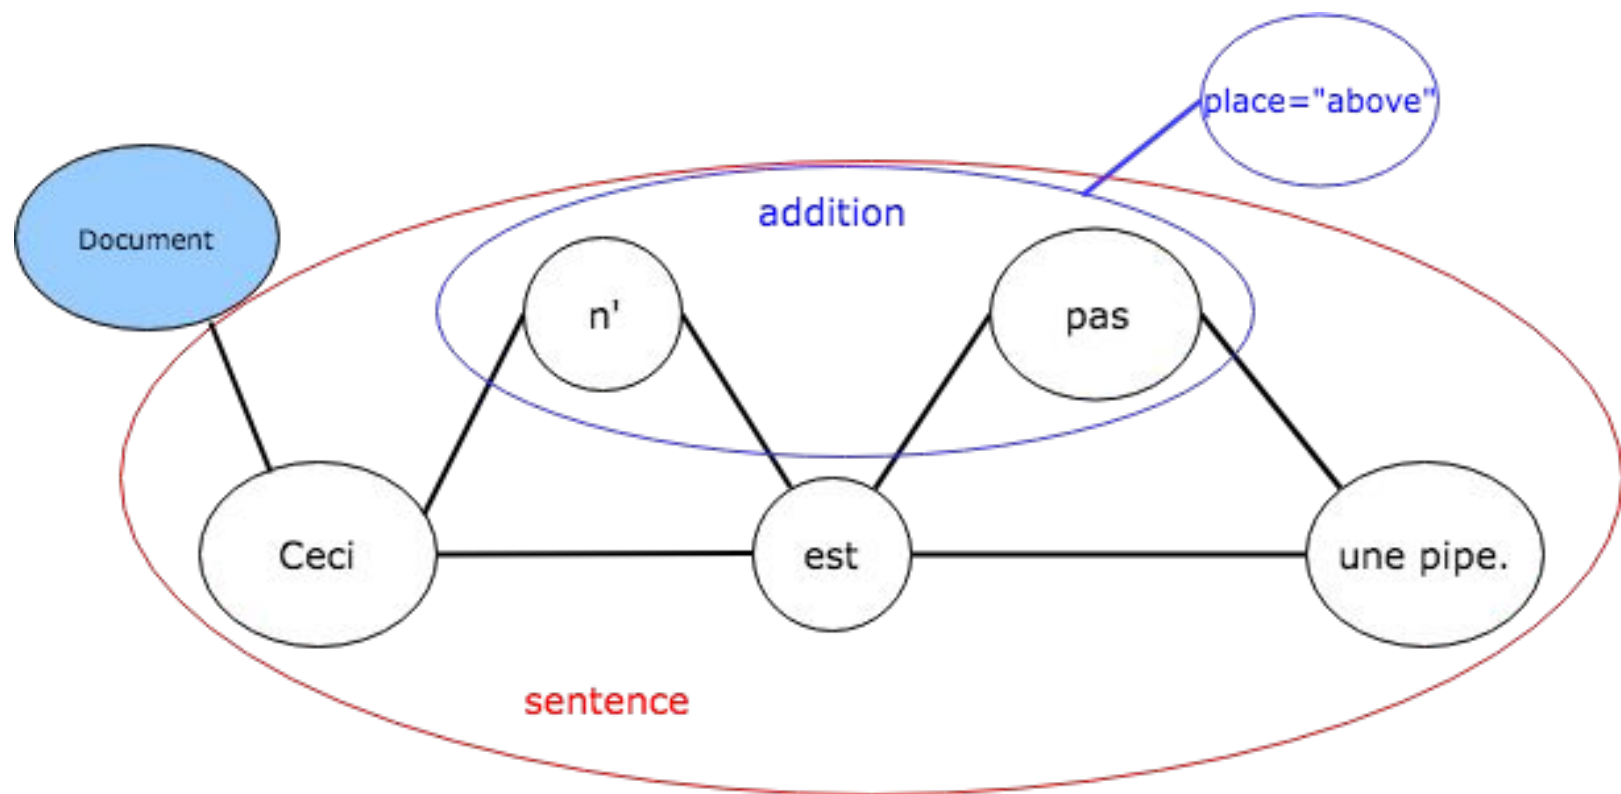 place="above"
addition
Document
n'
pas
Ceci
est
une pipe.
sentence